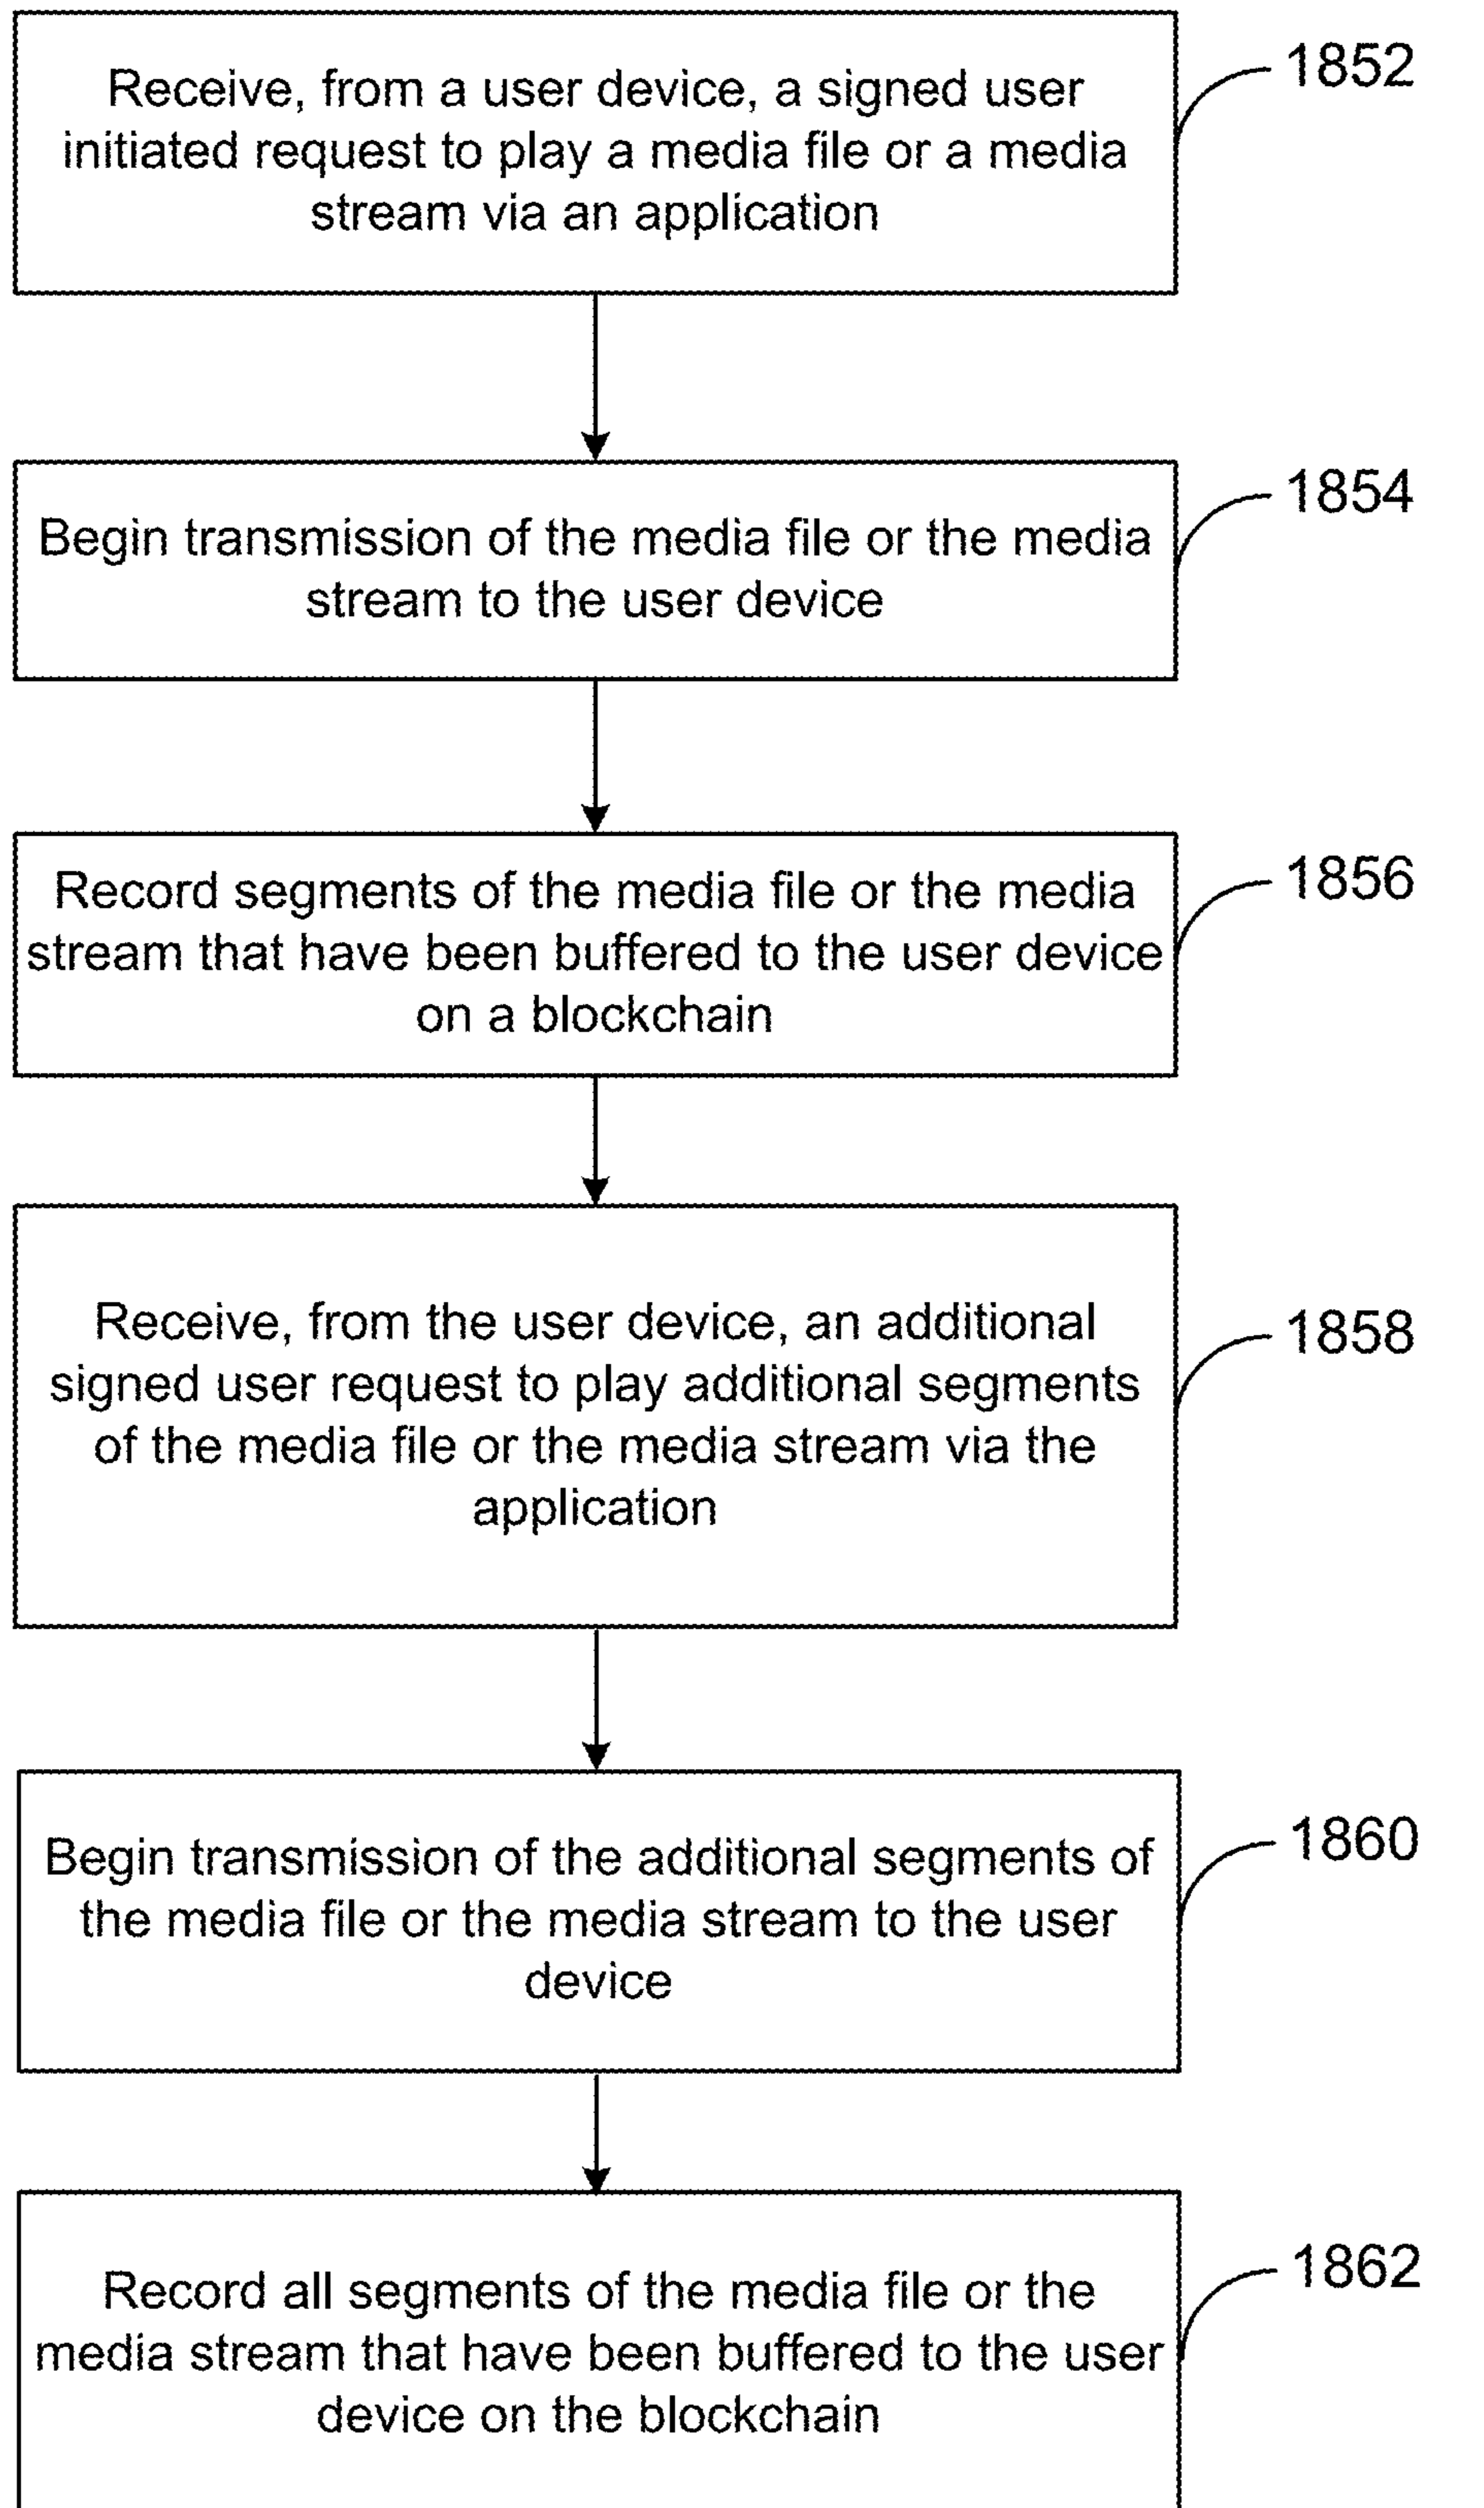 Receive, from a user device, a signed user
initiated request to play a media file or a media
stream via an application
1852
Begin transmission of the media file or the media
stream to the user device
1854
Record segments of the media file or the media
stream that have been buffered to the user device
on a blockchain
1856
Receive, from the user device, an additional
signed user request to play additional segments
of the media file or the media stream via the
application
1858
Begin transmission of the additional segments of
the media file or the media stream to the user
device
1860
Record all segments of the media file or the
media stream that have been buffered to the user
device on the blockchain
1862